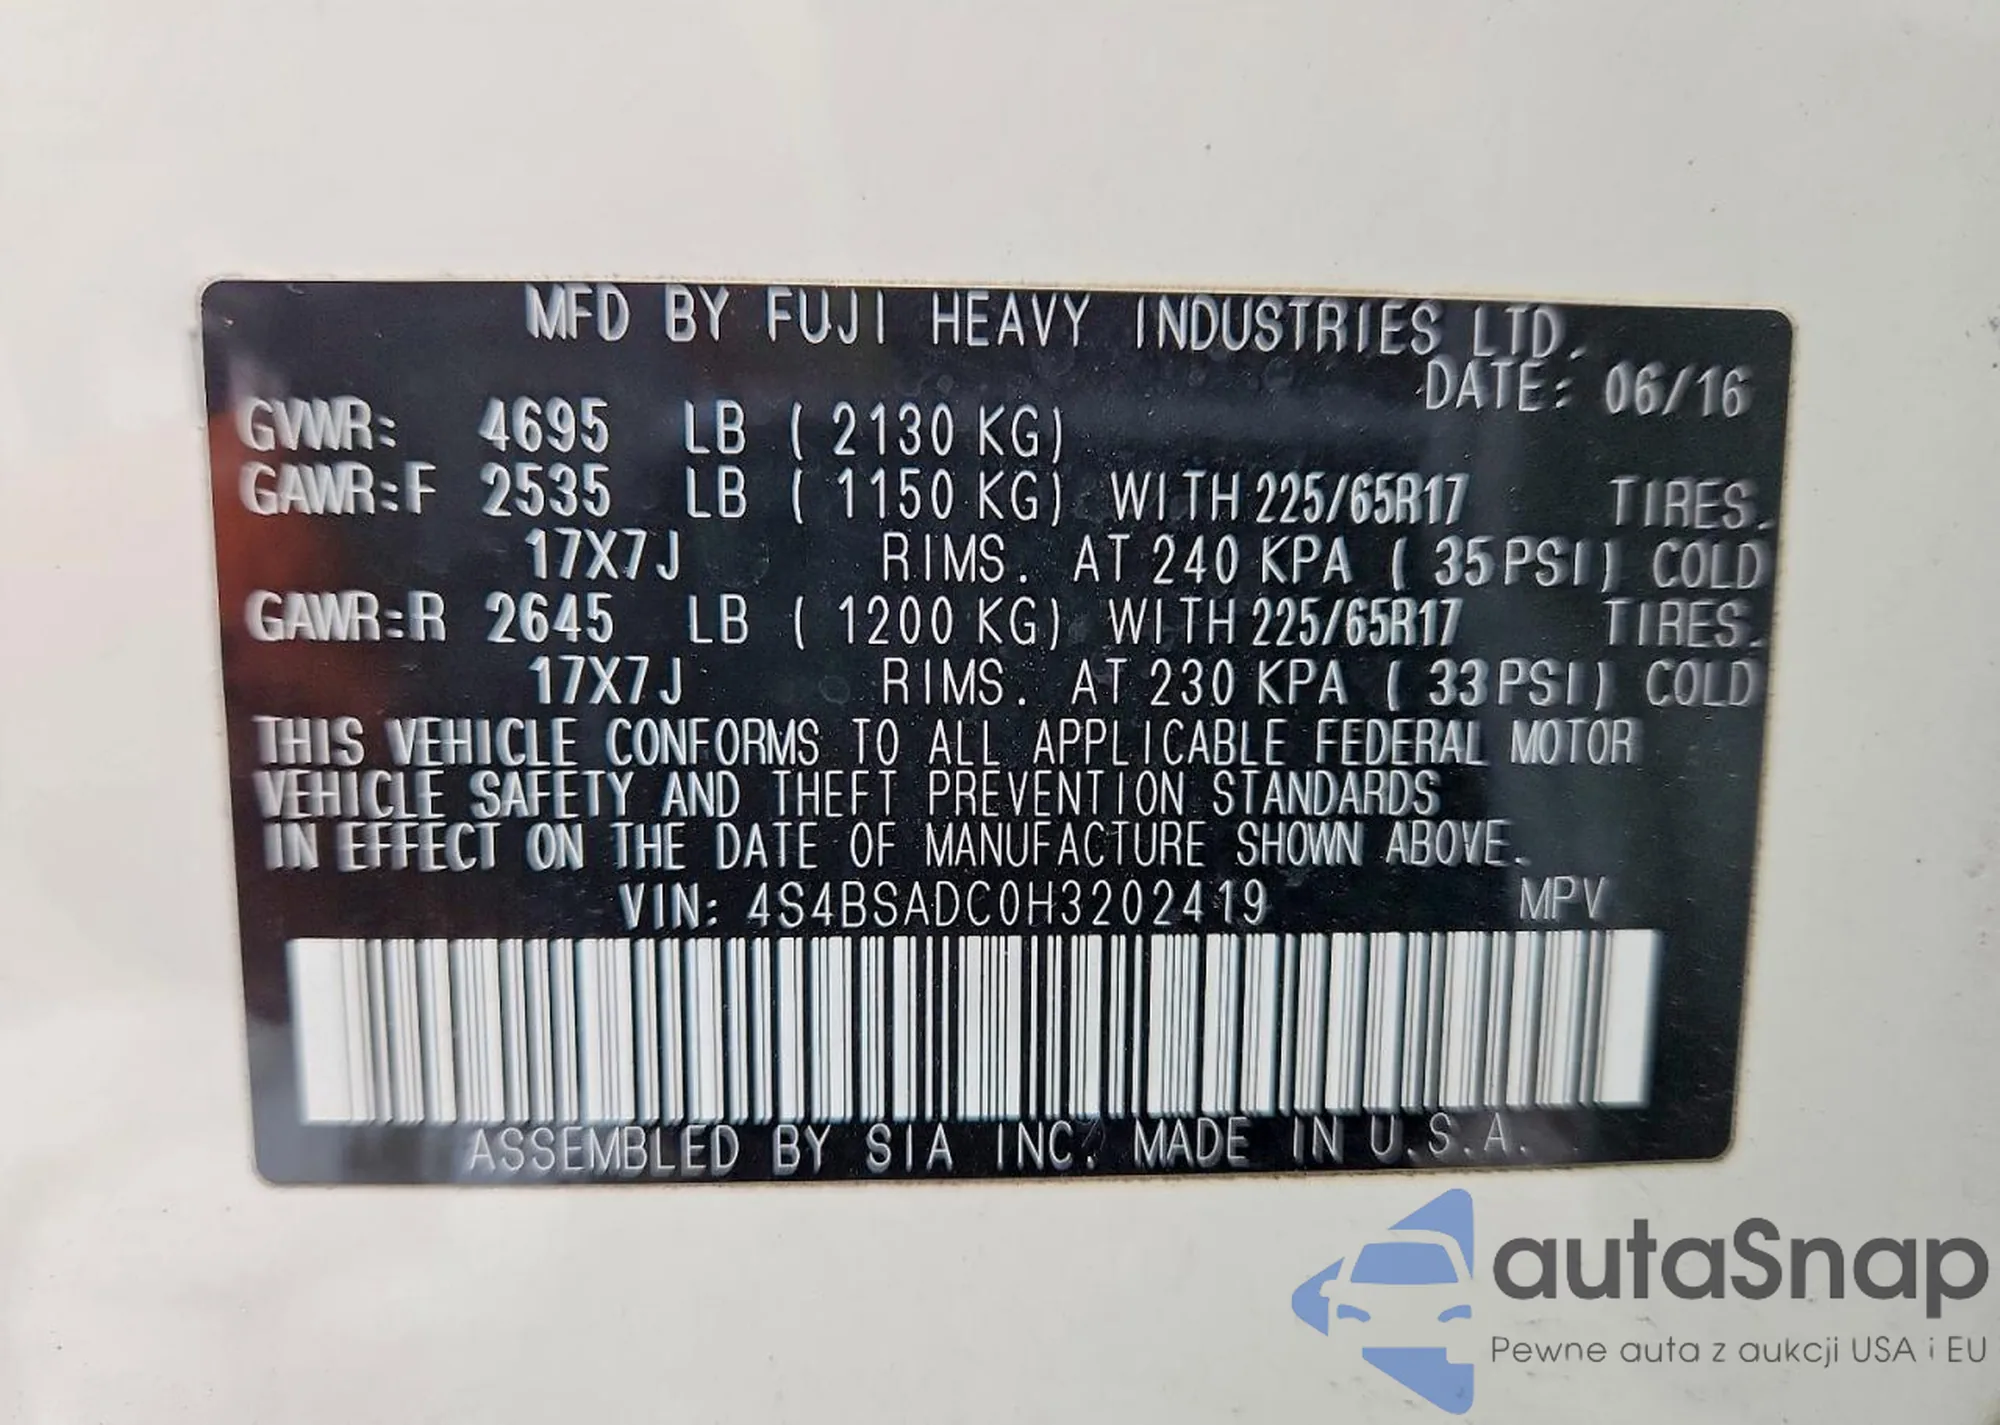 MFD BY FUJI HEAVY INDUSTRIES LTD.
DATE: 06/16
GVWR: 4695 LB ( 2130 KG)
GAWR:F 2535 LB ( 1150 KG) WITH 225/65R17 TIRES.
17X7J RIMS. AT 240 KPA ( 35PSI) COLD
GAWR:R 2645 LB ( 1200 KG) WITH 225/65R17 TIRES.
17X7J RIMS. AT 230 KPA ( 33PSI) COLD
THIS VEHICLE CONFORMS TO ALL APPLICABLE FEDERAL MOTOR
VEHICLE SAFETY AND THEFT PREVENTION STANDARDS
IN EFFECT ON THE DATE OF MANUFACTURE SHOWN ABOVE.
VIN: 4S4BSADC0H3202419 MPV
ASSEMBLED BY SIA INC. MADE IN U.S.A.
autaSnap
Pewne auta z aukcji USA i EU